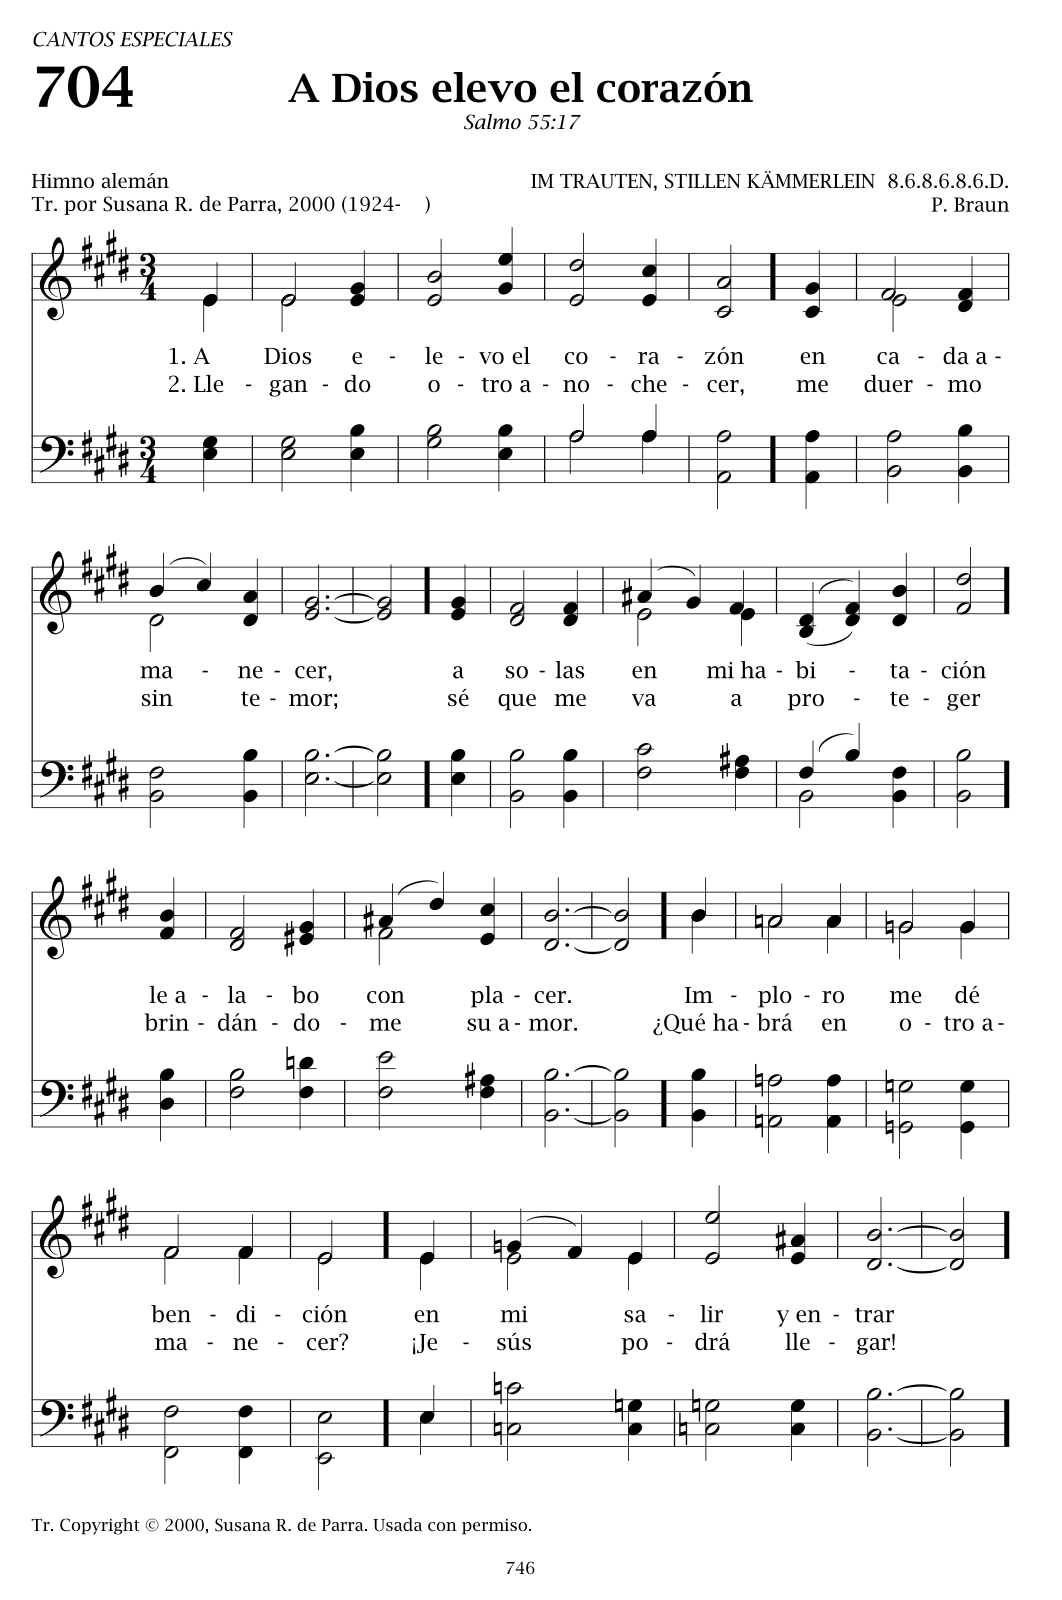 CANTOS ESPECIALES
704
A Dios elevo el corazón
Salmo 55:17
Himno alemán
IM TRAUTEN, STILLEN KÄMMERLEIN 8.6.8.6.8.6.D.
Tr. por Susana R. de Parra, 2000 (1924- )
P. Braun
3
4
1. A Dios e - le - vo el co - ra - zón en ca - da a -
2. Lle - gan - do o - tro a - no - che - cer, me duer - mo
3
4
ma - ne - cer, a so - las en mi ha - bi - ta - ción
sin te - mor; sé que me va a pro - te - ger
le a - la - bo con pla - cer. Im - plo - ro me dé
brin - dán - do - me su a - mor. ¿Qué ha - brá en o - tro a -
ben - di - ción en mi sa - lir y en - trar
ma - ne - cer? ¡Je - sús po - drá lle - gar!
Tr. Copyright © 2000, Susana R. de Parra. Usada con permiso.
746